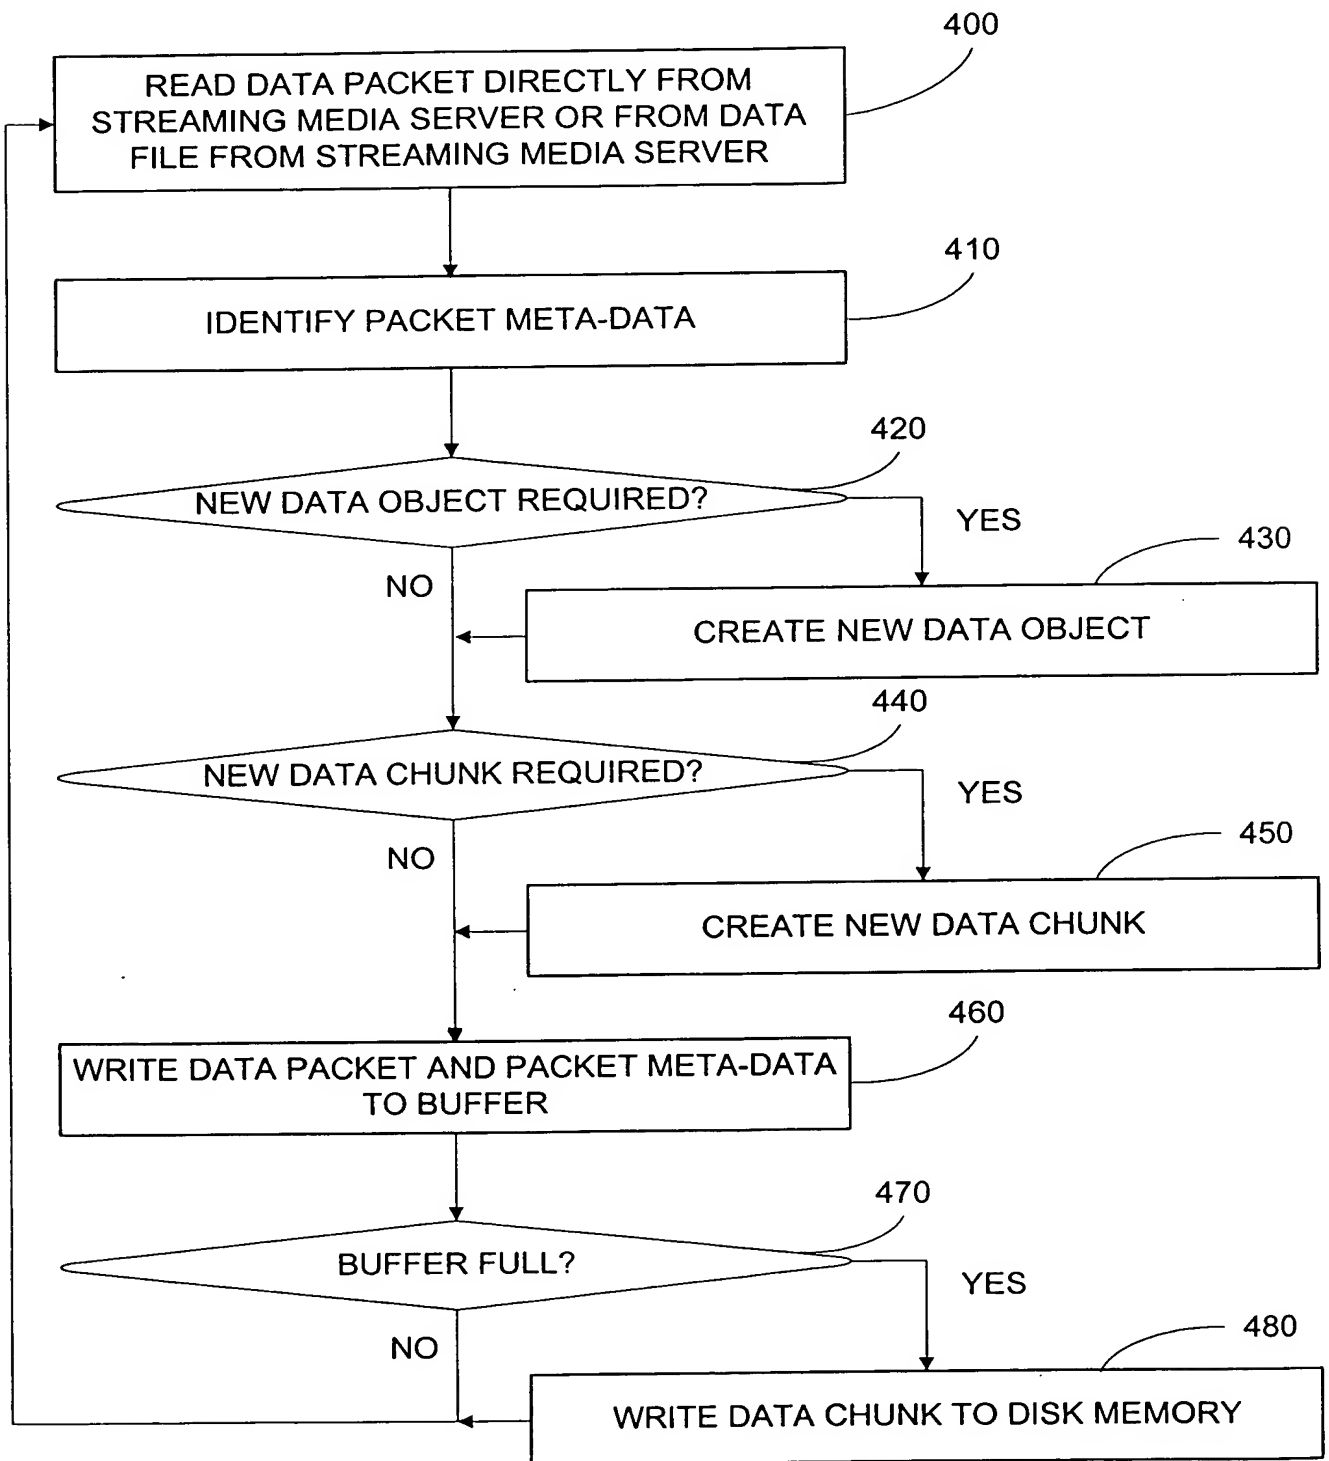 400
READ DATA PACKET DIRECTLY FROM
STREAMING MEDIA SERVER OR FROM DATA
FILE FROM STREAMING MEDIA SERVER
410
IDENTIFY PACKET META-DATA
420
NEW DATA OBJECT REQUIRED?
YES
430
NO
CREATE NEW DATA OBJECT
440
NEW DATA CHUNK REQUIRED?
YES
450
NO
CREATE NEW DATA CHUNK
460
WRITE DATA PACKET AND PACKET META-DATA
TO BUFFER
470
BUFFER FULL?
YES
480
NO
WRITE DATA CHUNK TO DISK MEMORY